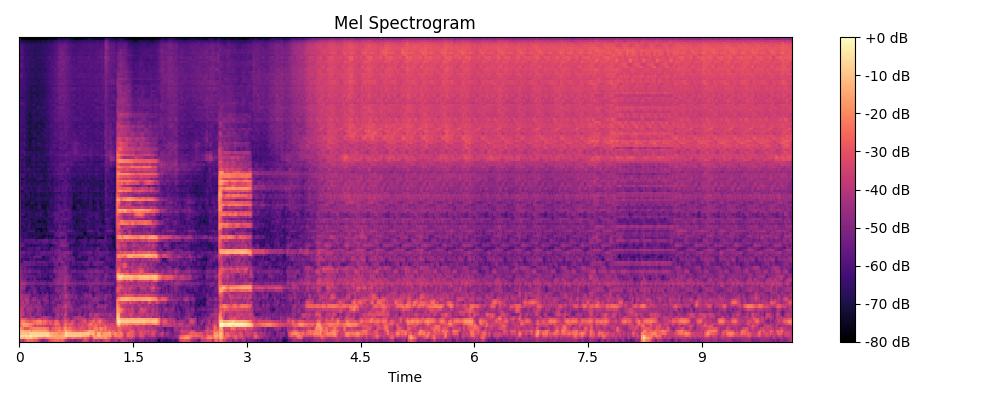 Mel Spectrogram
+0 dB
-10 dB
-20 dB
-30 dB
-40 dB
-50 dB
-60 dB
-70 dB
-80 dB
0 1.5 3 4.5 6 7.5 9
Time